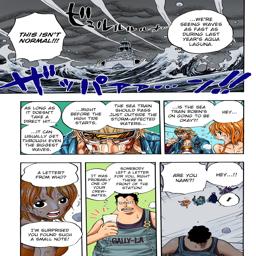 ...WE'RE
SEEING WAVES
AS FAST AS
DURING LAST
YEAR'S AQUA
LAGUNA.
THIS ISN'T
NORMAL!!!
HEY...
IS THE SEA
TRAIN ROBIN'S
ON GOING TO
BE OKAY?
THE SEA TRAIN
SHOULD PASS
JUST OUTSIDE
THE STORM-AFFECTED
WATERS...
...RIGHT
BEFORE THE
HIGH TIDE
STARTS.
AS LONG AS
IT DOESN'T
TAKE A
DIRECT HIT...
...IT CAN
USUALLY GET
THROUGH EVEN
THE BIGGEST
WAVES.
HEY...!!
ARE YOU
NAMI?!
SOMEBODY
LEFT A LETTER
FOR YOU, RIGHT
THERE IN FRONT
OF THE STATION!
IT WAS
PROBABLY
ONE OF
YOUR
CREWMATES.
GALLY-LA
A LETTER?
FROM WHO?
I'M
SURPRISED
YOU FOUND
SUCH A
SMALL NOTE!